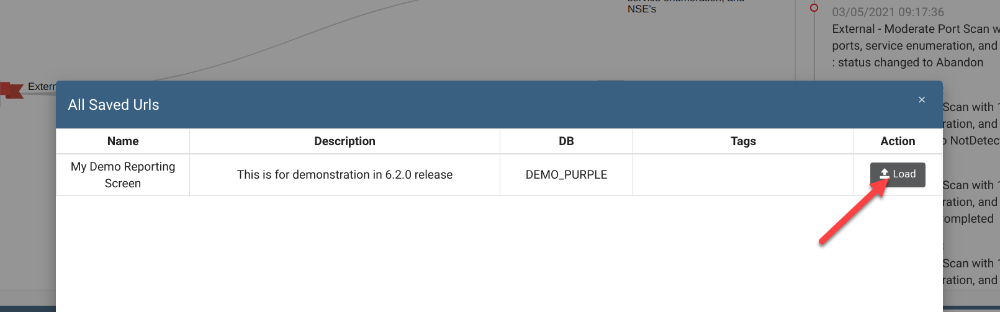 NSE's
03/05/2021 09:17:36
External - Moderate Port Scan w
ports, service enumeration, and
: status changed to Abandon
Extern
All Saved Urls
×
Name Description DB Tags Action
My Demo Reporting
Screen
This is for demonstration in 6.2.0 release
DEMO_PURPLE
Load
Scan with 1
ration, and
o NotDetec
Scan with 1
ration, and
ompleted
Scan with 1
ration, and